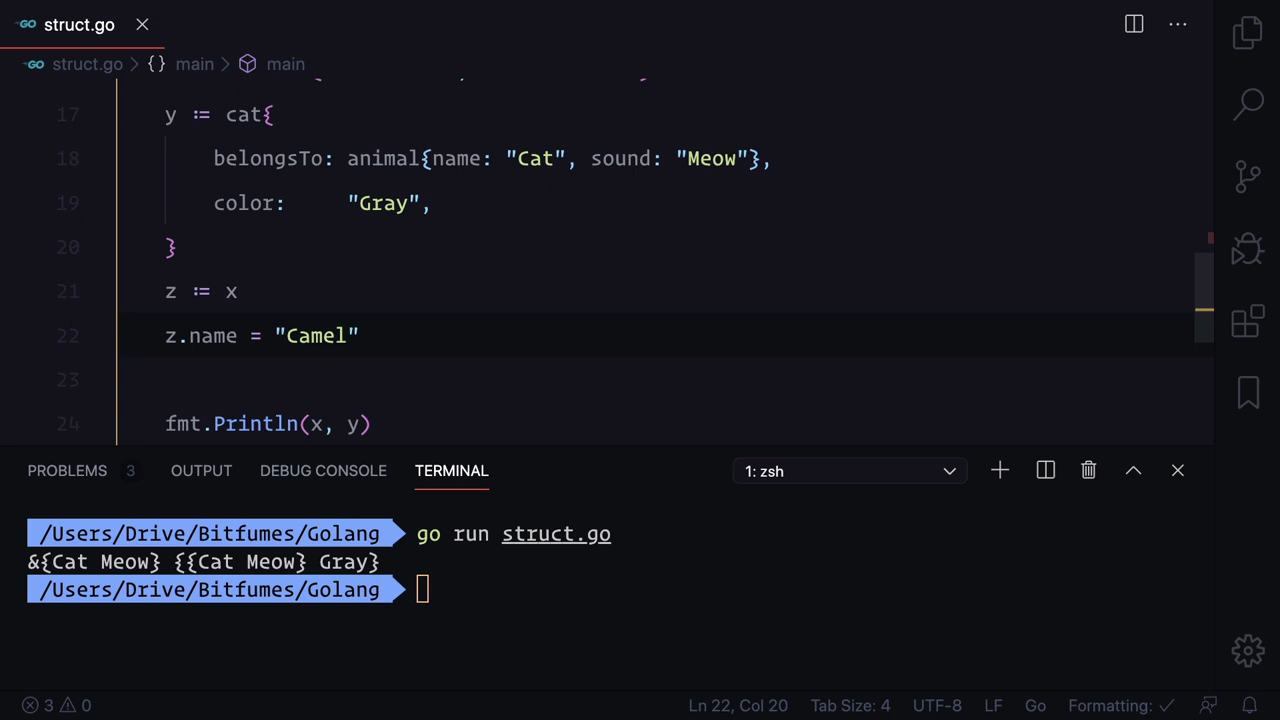 GO struct.go
GO struct.go > {} main > main
17 y := cat{
18 belongsTo: animal{name: "Cat", sound: "Meow"},
19 color: "Gray",
20 }
21 z := x
22 z.name = "Camel"
23
24 fmt.Println(x, y)
PROBLEMS 3 OUTPUT DEBUG CONSOLE TERMINAL 1: zsh
/Users/Drive/Bitfumes/Golang go run struct.go
&{Cat Meow} {{Cat Meow} Gray}
/Users/Drive/Bitfumes/Golang
3 0 Ln 22, Col 20 Tab Size: 4 UTF-8 LF Go Formatting: ✓